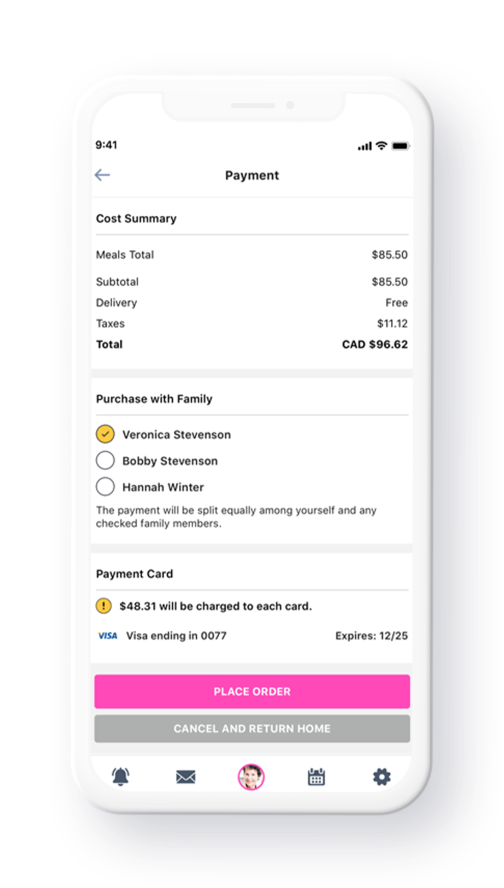 9:41
Payment
Cost Summary
Meals Total $85.50
Subtotal $85.50
Delivery Free
Taxes $11.12
Total CAD $96.62
Purchase with Family
Veronica Stevenson
Bobby Stevenson
Hannah Winter
The payment will be split equally among yourself and any
checked family members.
Payment Card
! $48.31 will be charged to each card.
VISA Visa ending in 0077 Expires: 12/25
PLACE ORDER
CANCEL AND RETURN HOME